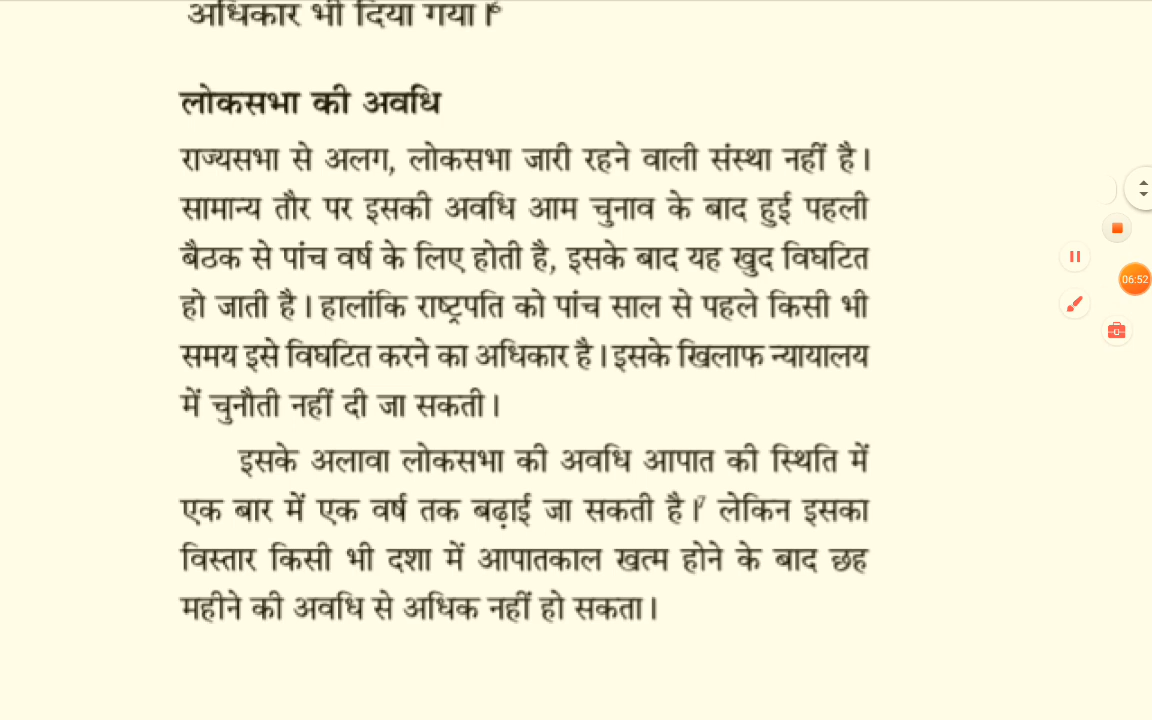 अधिकार भी दिया गया।⁶
लोकसभा की अवधि
राज्यसभा से अलग, लोकसभा जारी रहने वाली संस्था नहीं है।
सामान्य तौर पर इसकी अवधि आम चुनाव के बाद हुई पहली
बैठक से पांच वर्ष के लिए होती है, इसके बाद यह खुद विघटित
हो जाती है। हालांकि राष्ट्रपति को पांच साल से पहले किसी भी
समय इसे विघटित करने का अधिकार है। इसके खिलाफ न्यायालय
में चुनौती नहीं दी जा सकती।
इसके अलावा लोकसभा की अवधि आपात की स्थिति में
एक बार में एक वर्ष तक बढ़ाई जा सकती है।⁷ लेकिन इसका
विस्तार किसी भी दशा में आपातकाल खत्म होने के बाद छह
महीने की अवधि से अधिक नहीं हो सकता।
06:52